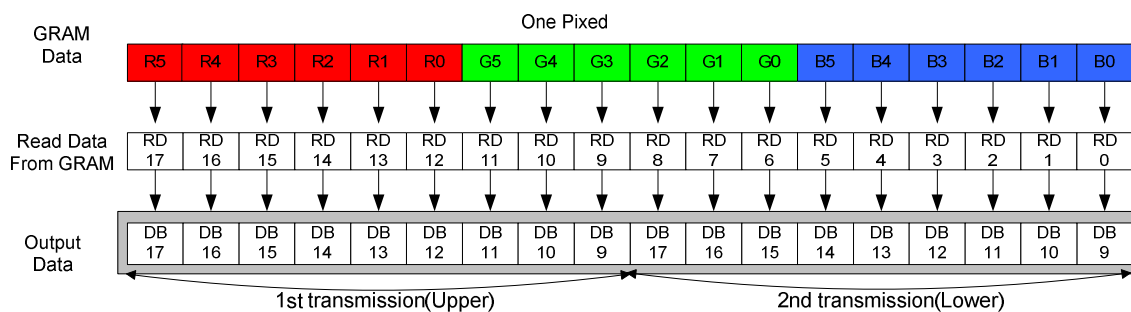 One Pixed
GRAM
Data
R5 R4 R3 R2 R1 R0 G5 G4 G3 G2 G1 G0 B5 B4 B3 B2 B1 B0
Read Data
From GRAM
RD RD RD RD RD RD RD RD RD RD RD RD RD RD RD RD RD RD
17 16 15 14 13 12 11 10 9 8 7 6 5 4 3 2 1 0
Output
Data
DB DB DB DB DB DB DB DB DB DB DB DB DB DB DB DB DB DB
17 16 15 14 13 12 11 10 9 17 16 15 14 13 12 11 10 9
1st transmission(Upper) 2nd transmission(Lower)